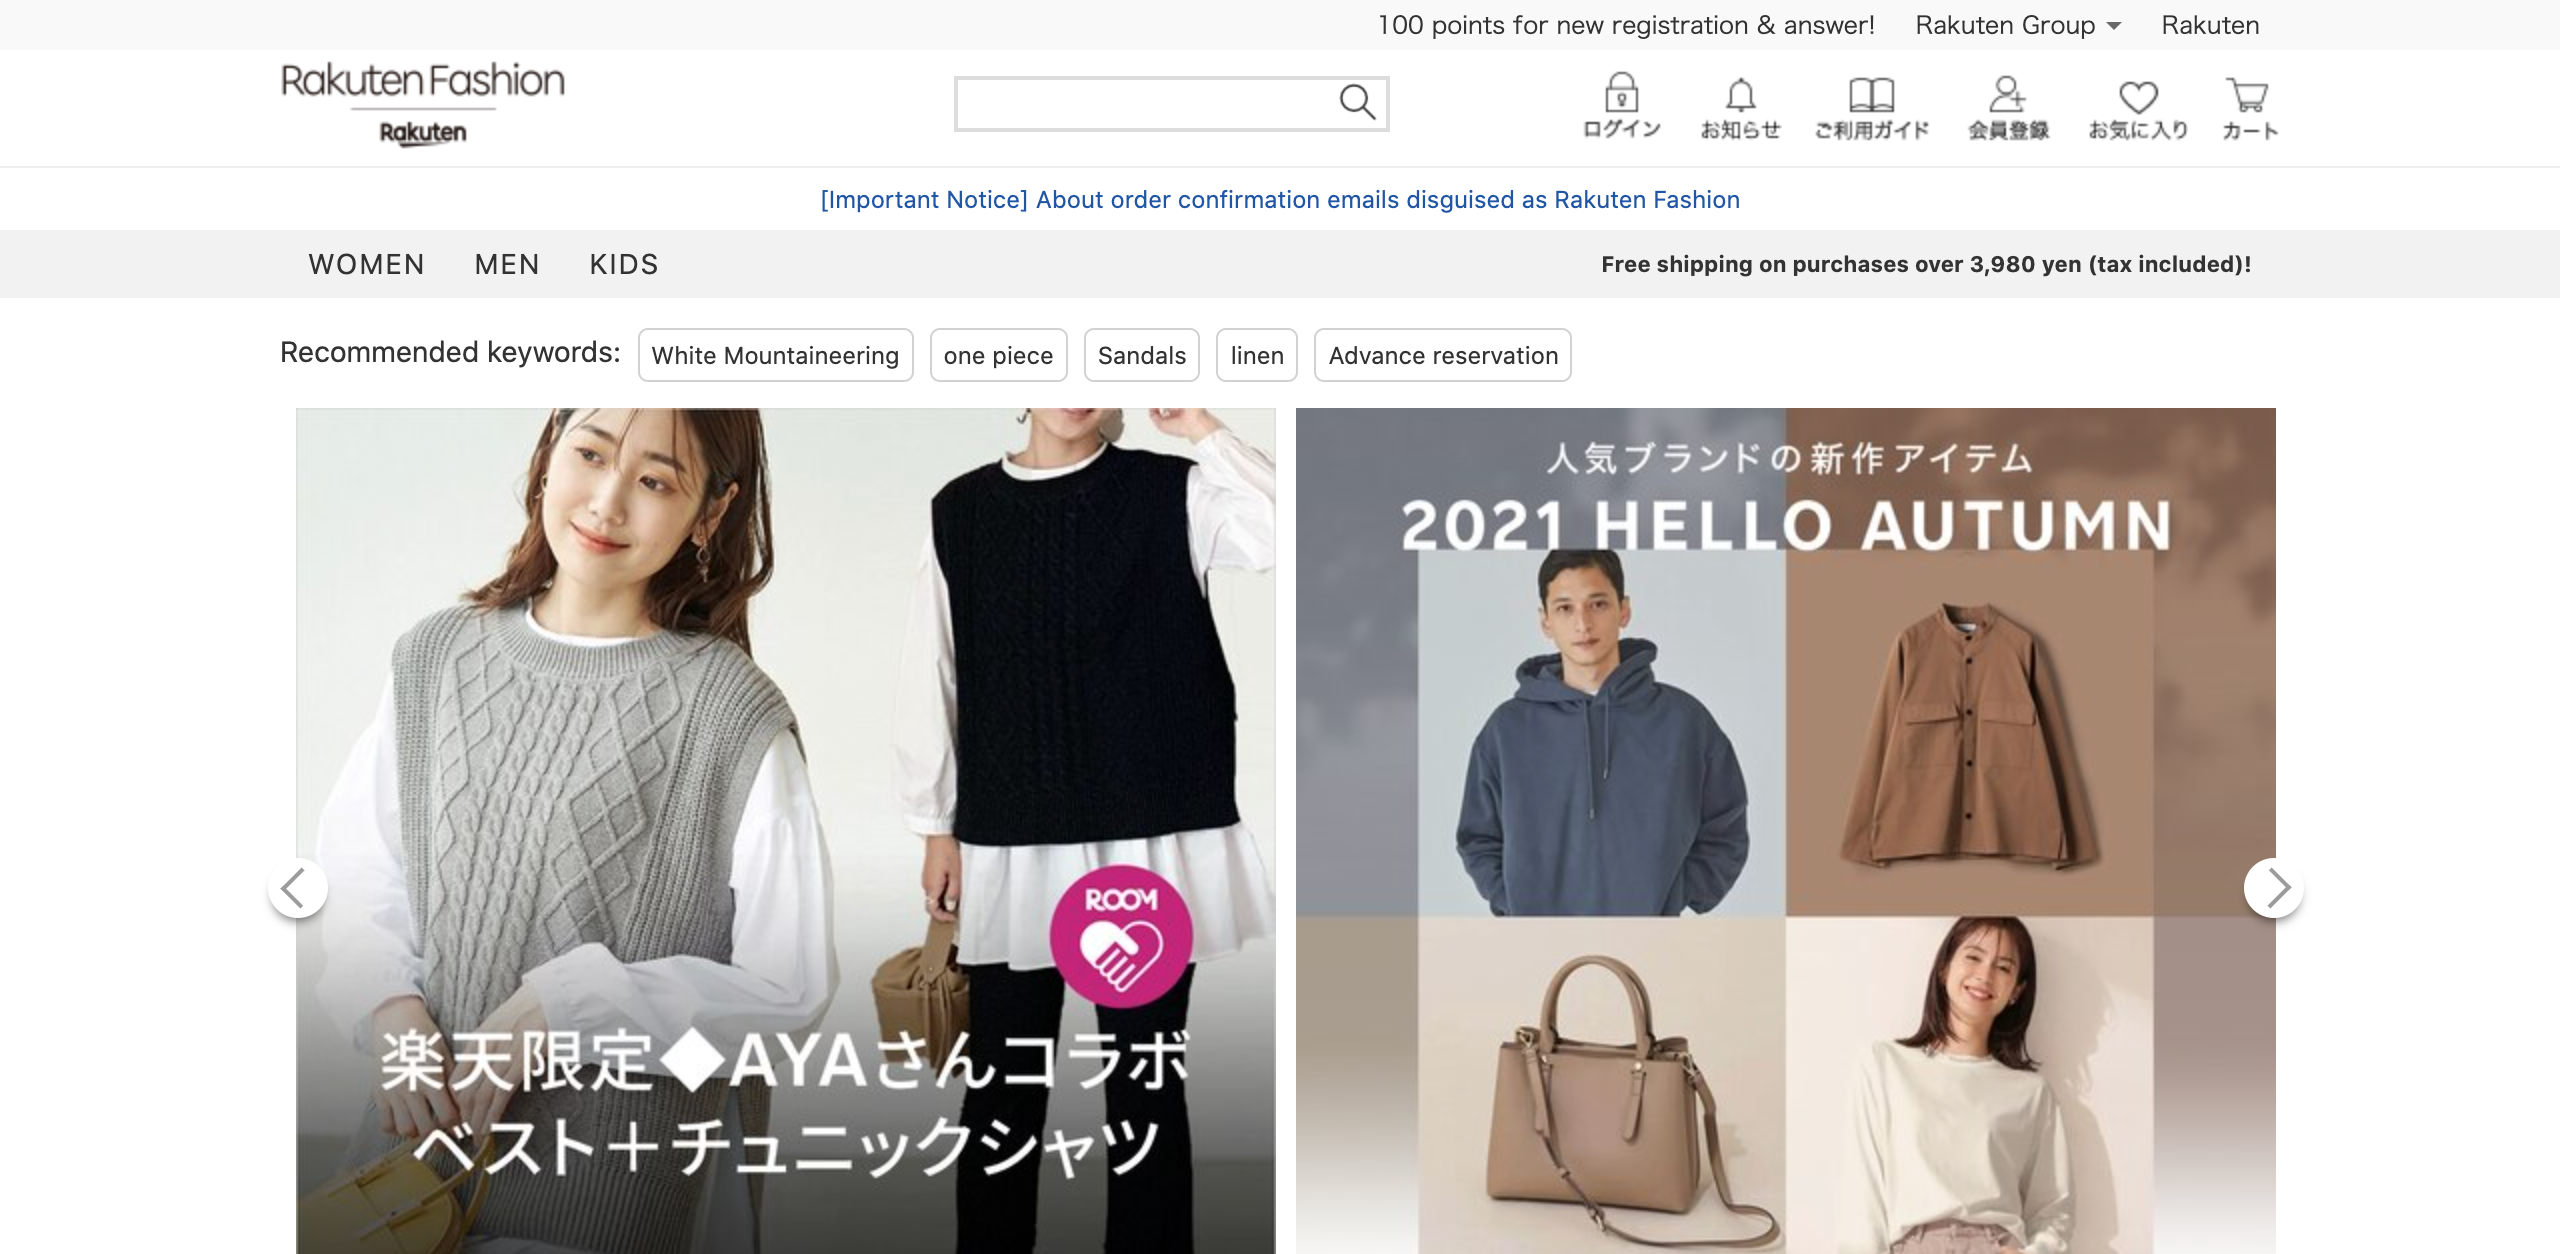 100 points for new registration & answer! Rakuten Group Rakuten
Rakuten Fashion
Rakuten
ログイン お知らせ ご利用ガイド 会員登録 お気に入り カート
[Important Notice] About order confirmation emails disguised as Rakuten Fashion
WOMEN MEN KIDS Free shipping on purchases over 3,980 yen (tax included)!
Recommended keywords: White Mountaineering one piece Sandals linen Advance reservation
ROOM
楽天限定◆AYAさんコラボ
ベスト＋チュニックシャツ
人気ブランドの新作アイテム
2021 HELLO AUTUMN